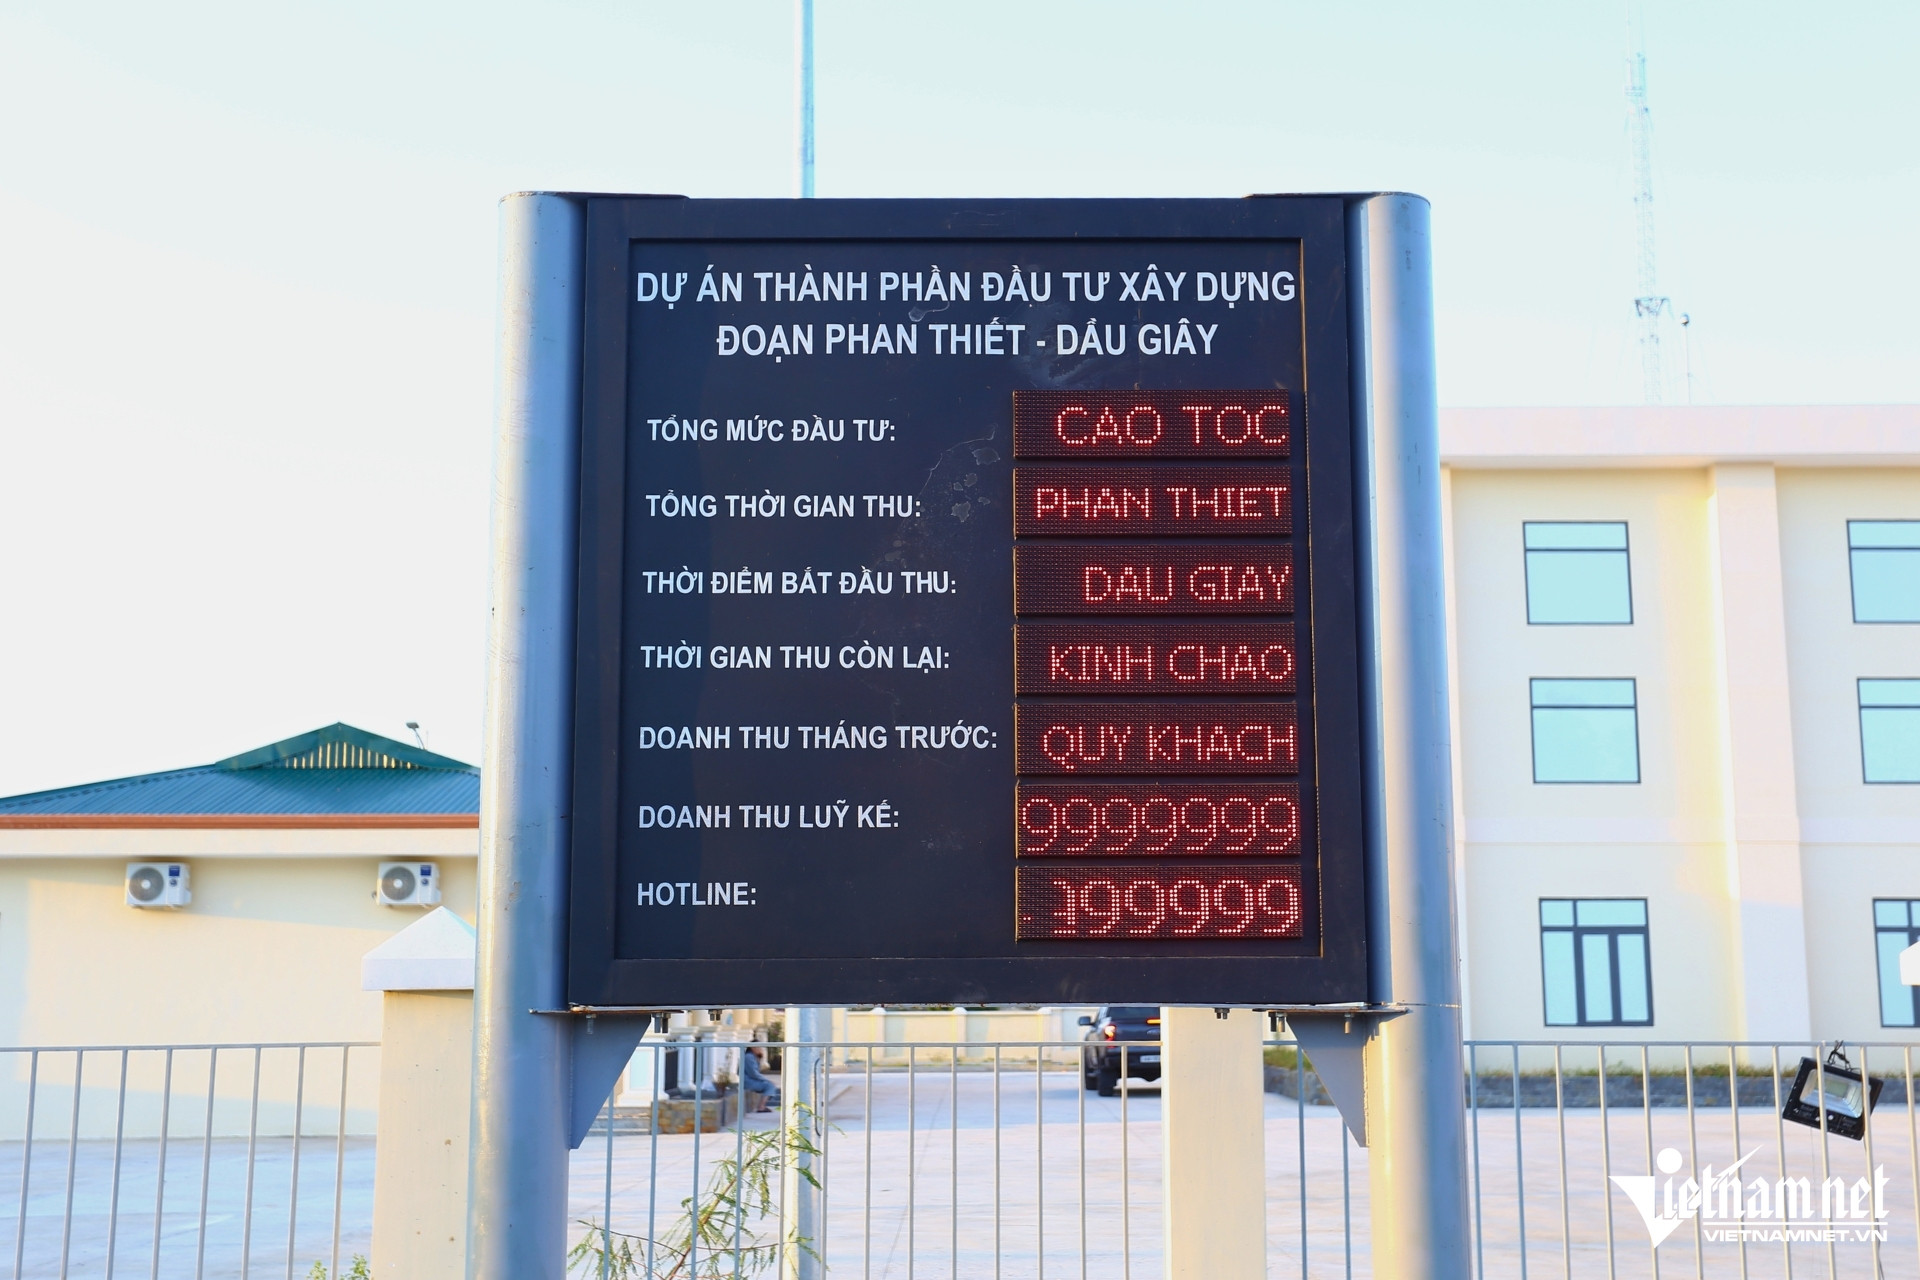 DỰ ÁN THÀNH PHẦN ĐẦU TƯ XÂY DỰNG
ĐOẠN PHAN THIẾT - DẦU GIÂY
TỔNG MỨC ĐẦU TƯ: CAO TOC
TỔNG THỜI GIAN THU: PHAN THIET
THỜI ĐIỂM BẮT ĐẦU THU: DAU GIAY
THỜI GIAN THU CÒN LẠI: KINH CHAO
DOANH THU THÁNG TRƯỚC: QUY KHACH
DOANH THU LUỸ KẾ: 9999999
HOTLINE: 99999
Vietnamnet
VIETNAMNET.VN